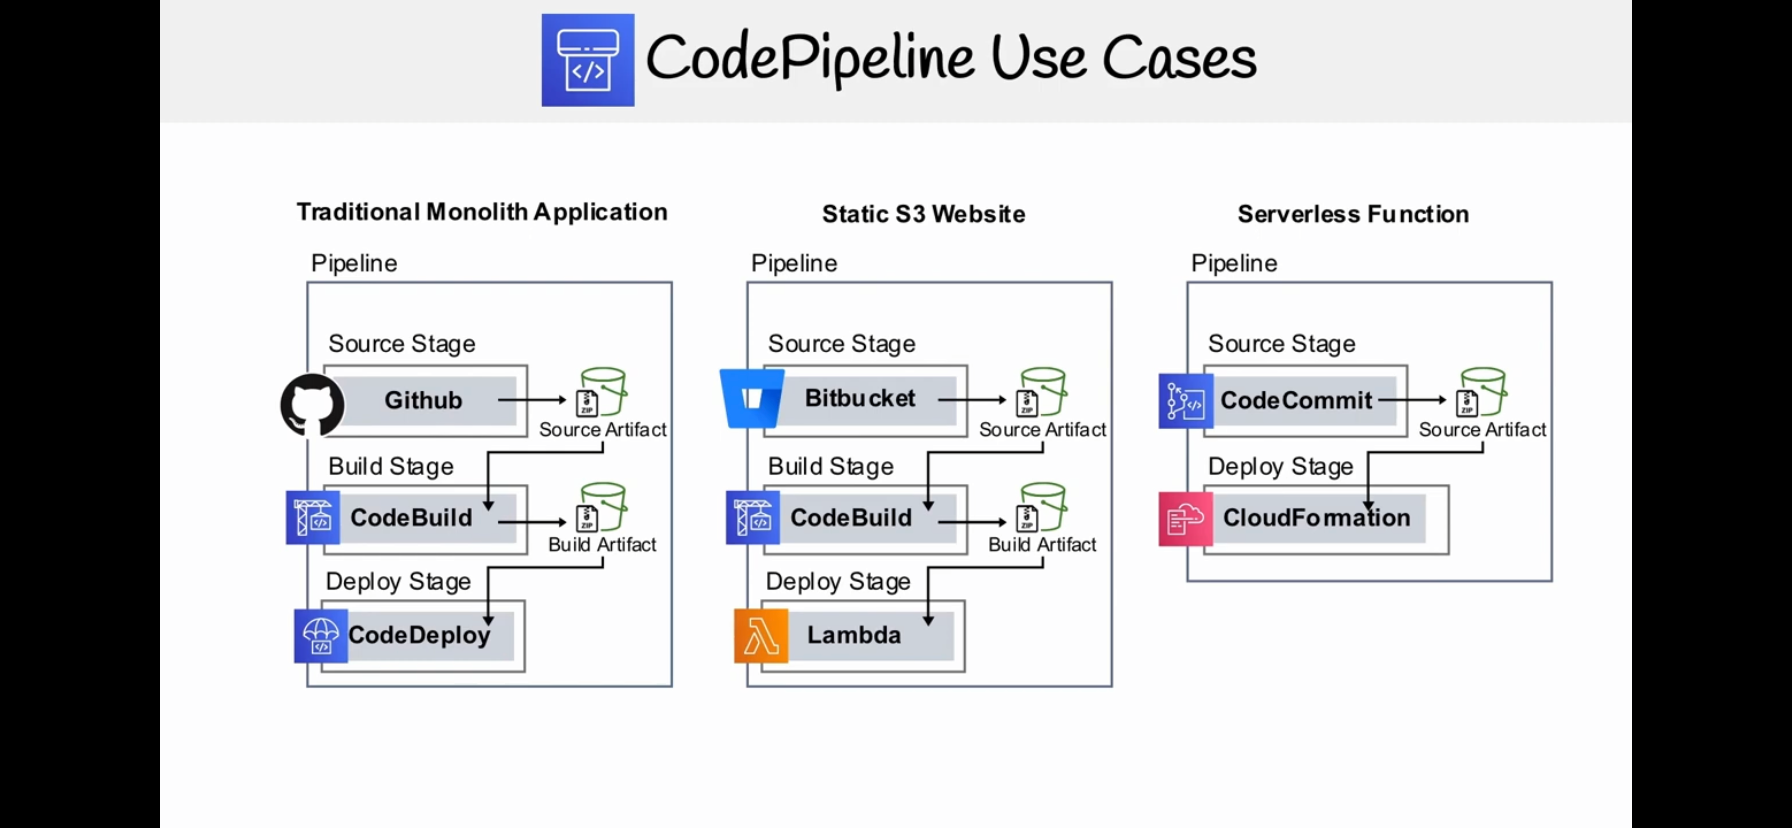 CodePipeline Use Cases
Traditional Monolith Application
Pipeline
Source Stage
Github
ZIP
Source Artifact
Build Stage
CodeBuild
ZIP
Build Artifact
Deploy Stage
CodeDeploy
Static S3 Website
Pipeline
Source Stage
Bitbucket
ZIP
Source Artifact
Build Stage
CodeBuild
ZIP
Build Artifact
Deploy Stage
Lambda
Serverless Function
Pipeline
Source Stage
CodeCommit
ZIP
Source Artifact
Deploy Stage
CloudFormation